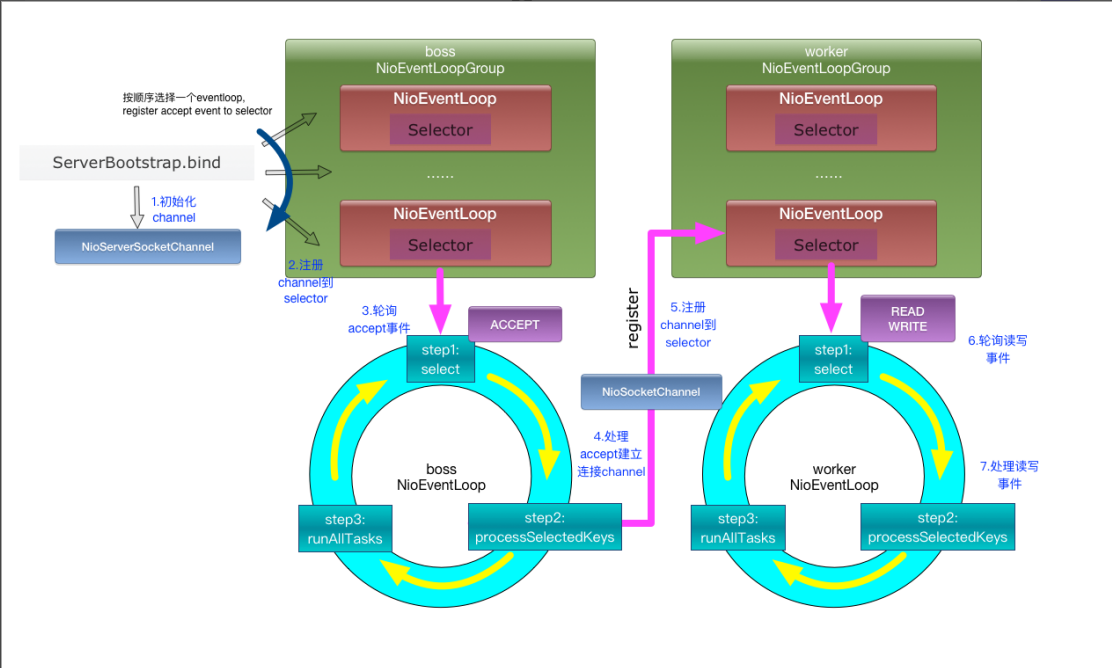 boss
NioEventLoopGroup
NioEventLoop
Selector
......
NioEventLoop
Selector
worker
NioEventLoopGroup
NioEventLoop
Selector
......
NioEventLoop
Selector
按顺序选择一个eventloop,
register accept event to selector
ServerBootstrap.bind
1.初始化
channel
NioServerSocketChannel
2.注册
channel到
selector
3.轮询
accept事件
ACCEPT
step1:
select
boss
NioEventLoop
step2:
processSelectedKeys
step3:
runAllTasks
4.处理
accept建立
连接channel
NioSocketChannel
register
5.注册
channel到
selector
READ
WRITE
6.轮询读写
事件
step1:
select
worker
NioEventLoop
7.处理读写
事件
step2:
processSelectedKeys
step3:
runAllTasks